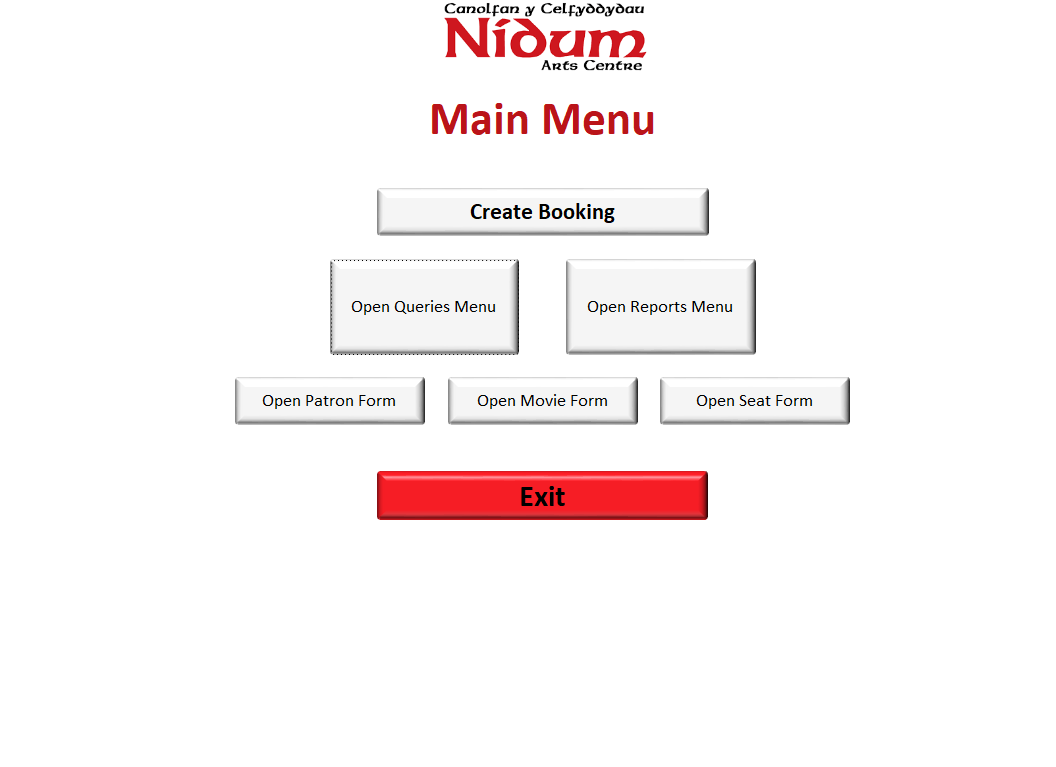 Canolfan y Celfyddydau
Nidum
Arts Centre
Main Menu
Create Booking
Open Queries Menu
Open Reports Menu
Open Patron Form
Open Movie Form
Open Seat Form
Exit